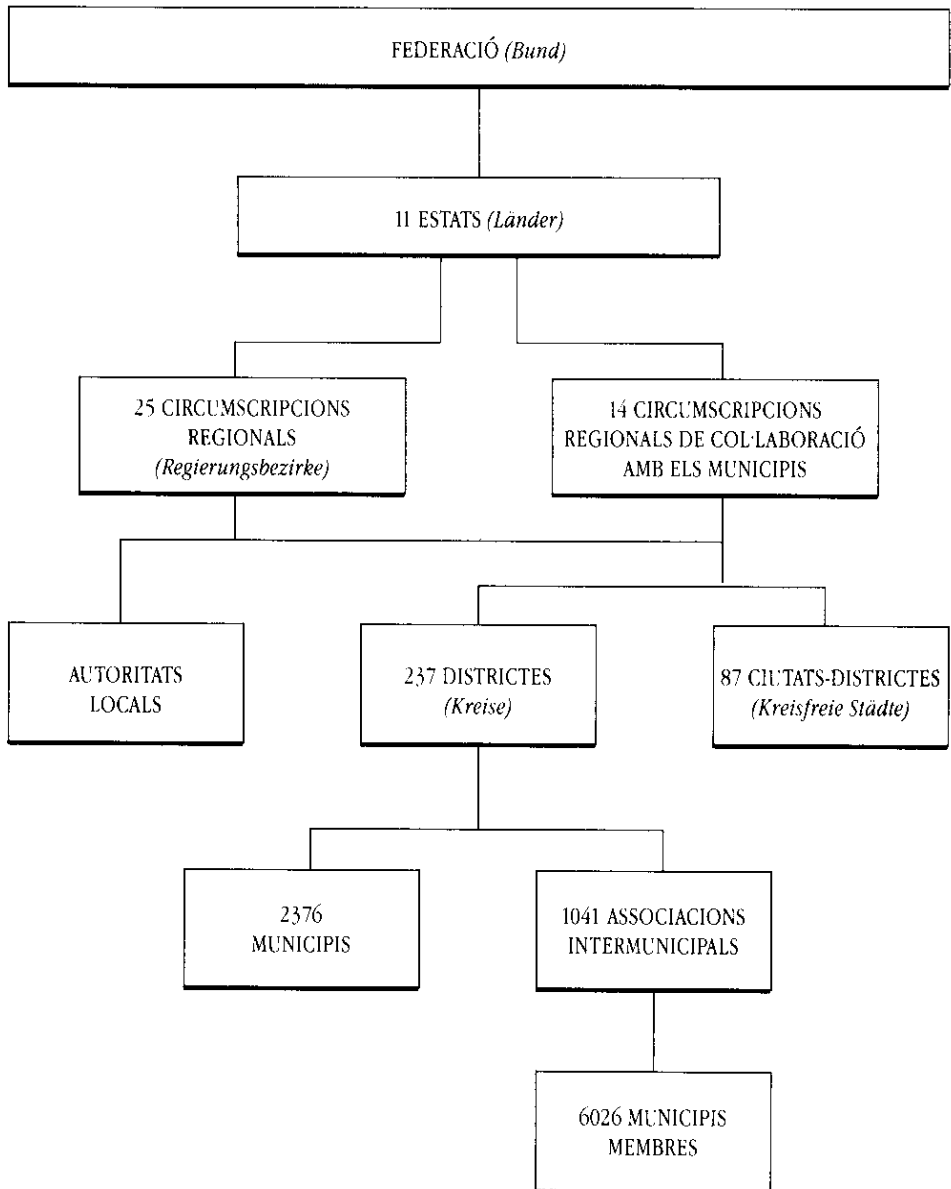 FEDERACIÓ (Bund)
11 ESTATS (Länder)
25 CIRCUMSCRIPCIONS
REGIONALS
(Regierungsbezirke)
14 CIRCUMSCRIPCIONS
REGIONALS DE COL·LABORACIÓ
AMB ELS MUNICIPIS
AUTORITATS
LOCALS
237 DISTRICTES
(Kreise)
87 CIUTATS-DISTRICTES
(Kreisfreie Städte)
2376
MUNICIPIS
1041 ASSOCIACIONS
INTERMUNICIPALS
6026 MUNICIPIS
MEMBRES